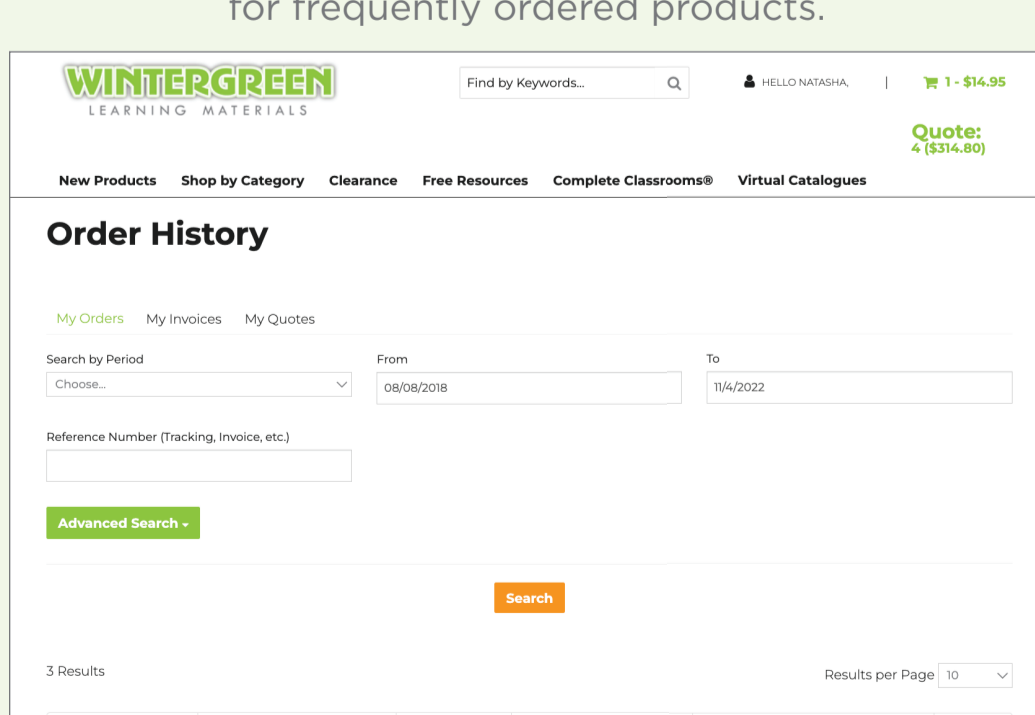 for frequently ordered products.
WINTERGREEN
LEARNING MATERIALS
Find by Keywords...
HELLO NATASHA, | 1 - $14.95
Quote:
4 ($314.80)
New Products Shop by Category Clearance Free Resources Complete Classrooms® Virtual Catalogues
Order History
My Orders My Invoices My Quotes
Search by Period From To
Choose... 08/08/2018 11/4/2022
Reference Number (Tracking, Invoice, etc.)
Advanced Search
Search
3 Results Results per Page 10